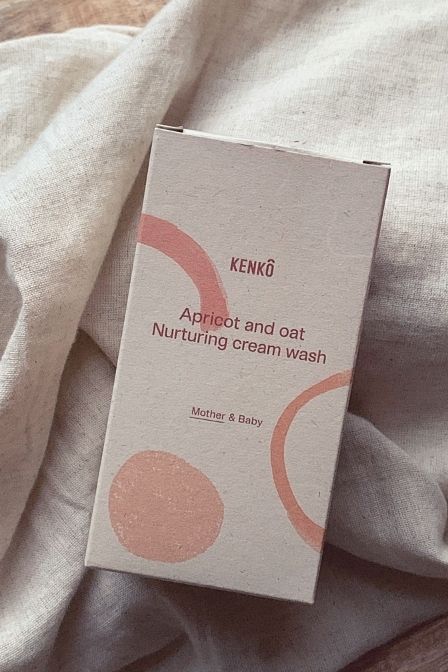 KENKÔ
Apricot and oat
Nurturing cream wash
Mother & Baby